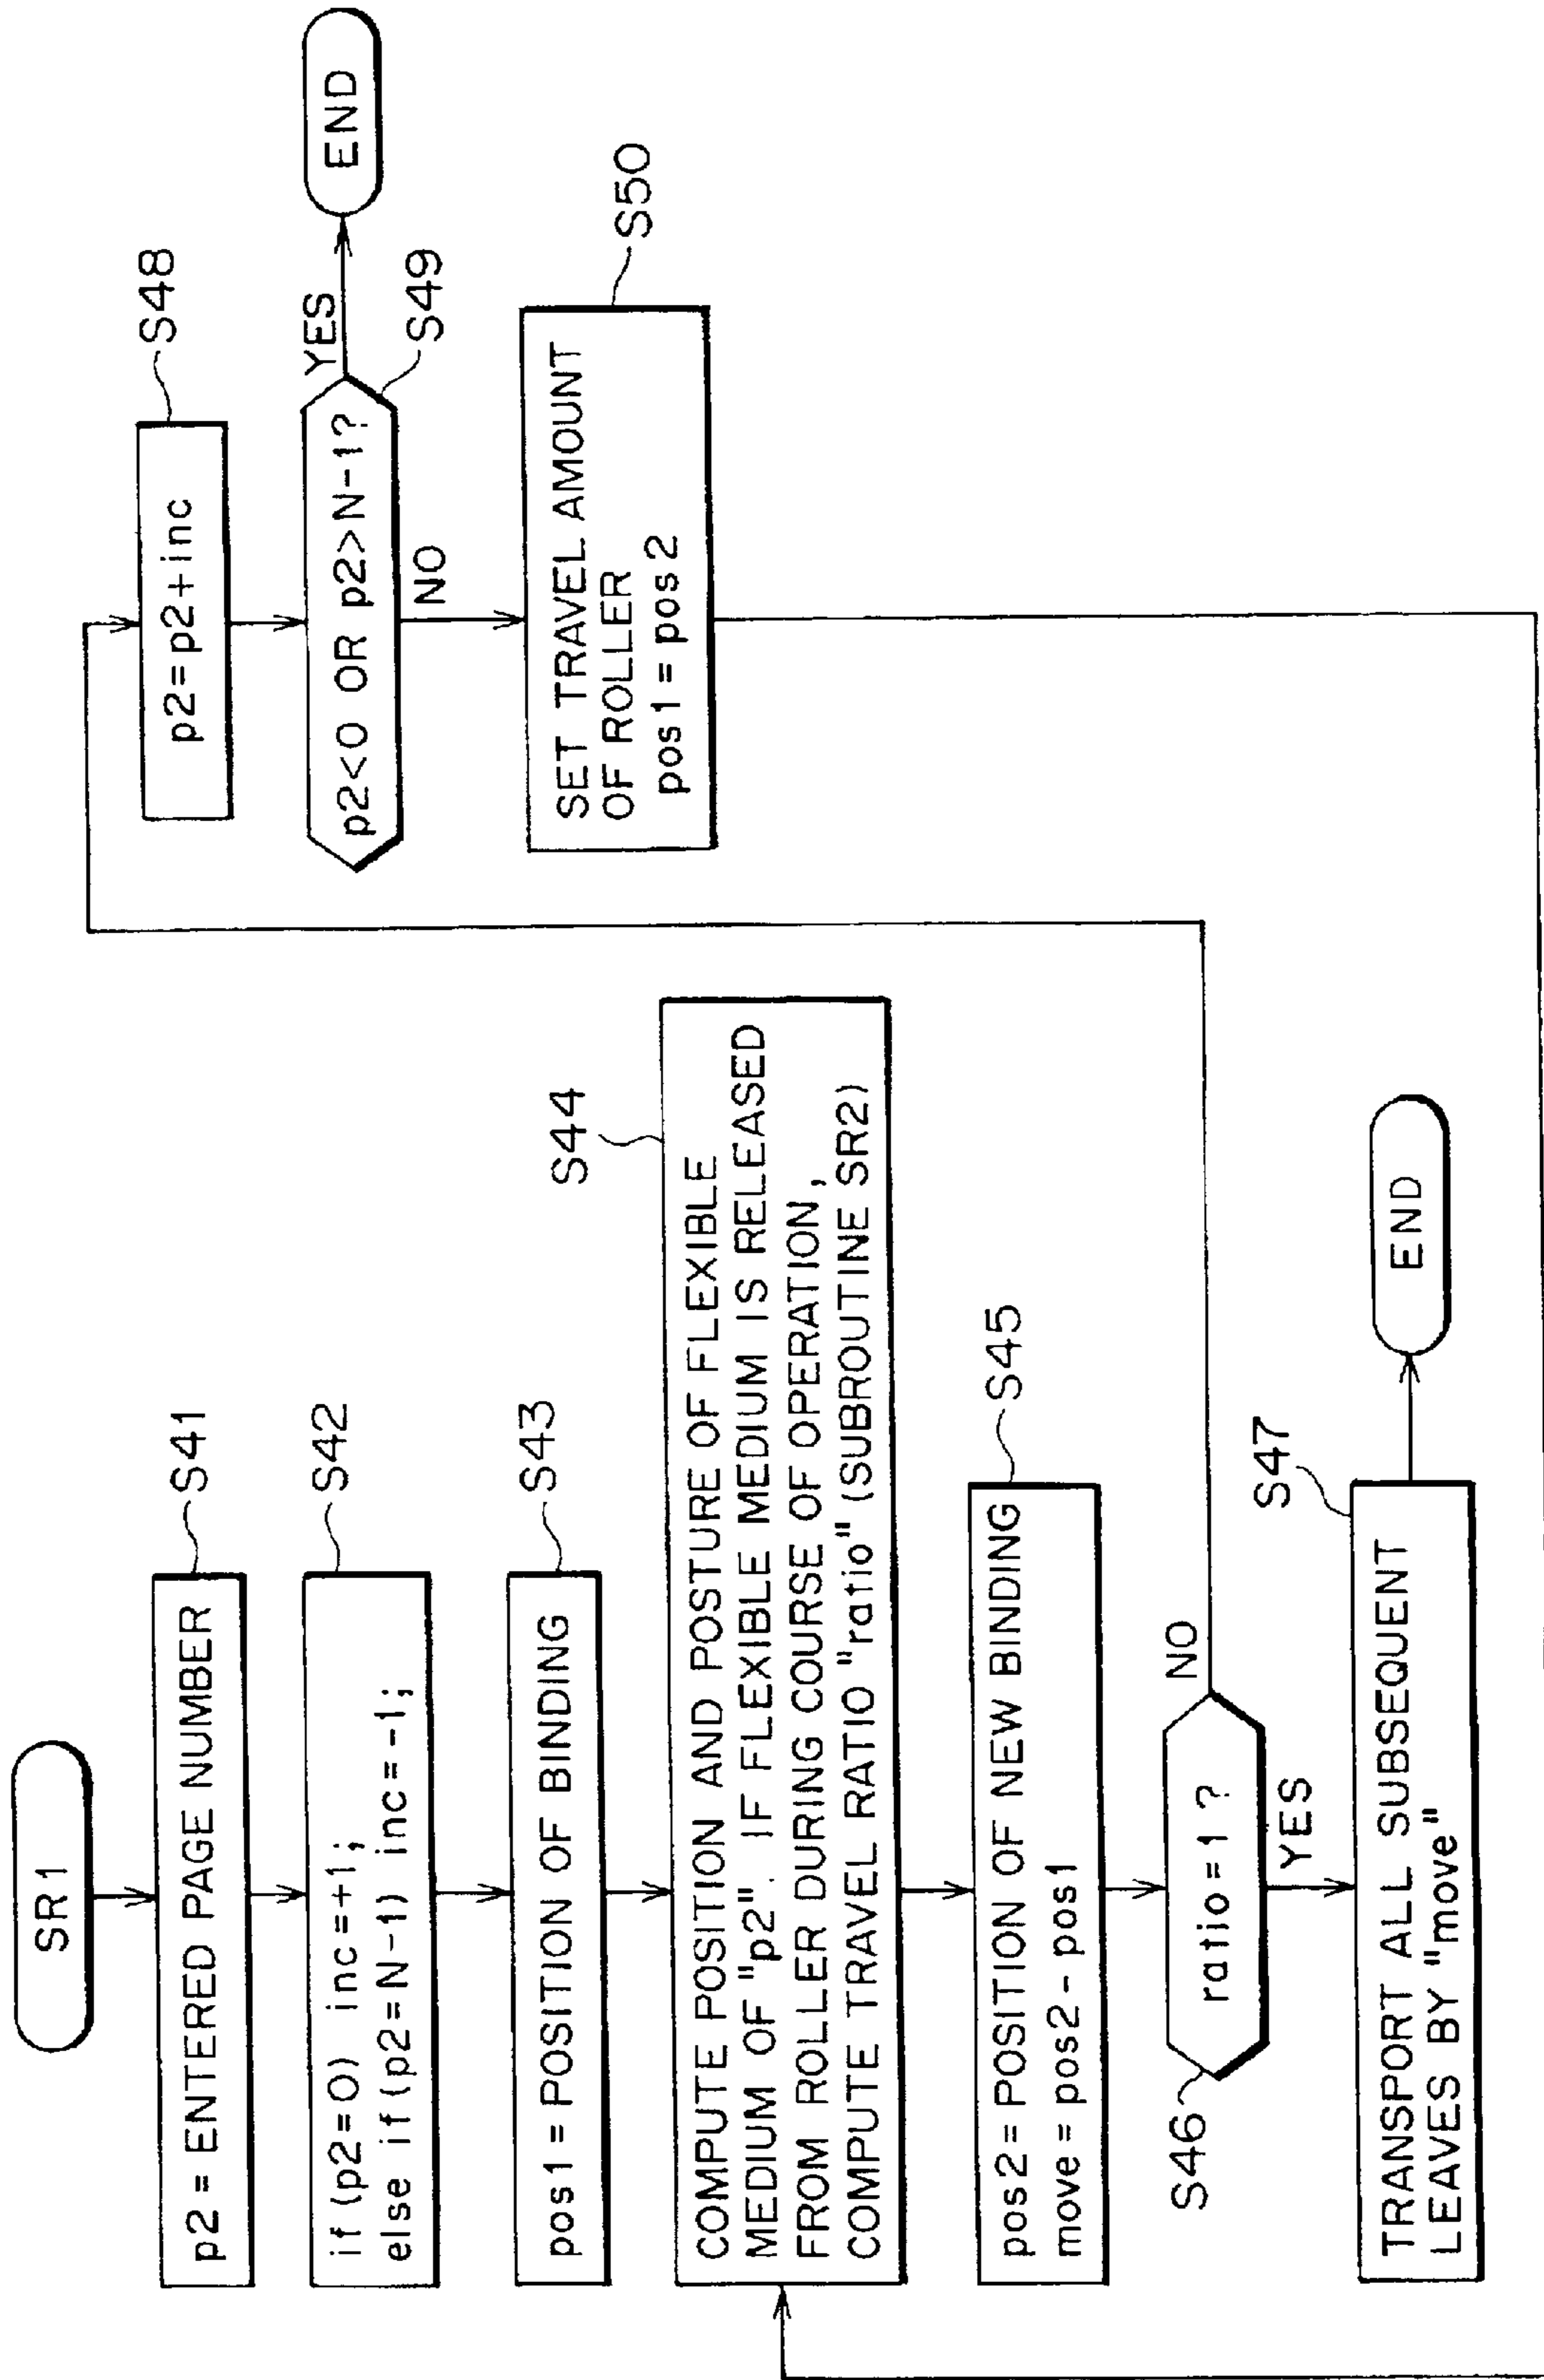 SR1
p2 = ENTERED PAGE NUMBER
S41
if (p2=0) inc=+1;
else if (p2=N-1) inc=-1;
S42
pos1 = POSITION OF BINDING
S43
COMPUTE POSITION AND POSTURE OF FLEXIBLE
MEDIUM OF "p2". IF FLEXIBLE MEDIUM IS RELEASED
FROM ROLLER DURING COURSE OF OPERATION,
COMPUTE TRAVEL RATIO "ratio" (SUBROUTINE SR2)
S44
pos2 = POSITION OF NEW BINDING
move = pos2 - pos1
S45
ratio = 1 ?
S46
NO
YES
TRANSPORT ALL SUBSEQUENT
LEAVES BY "move"
S47
END
p2 = p2+inc
S48
p2<0 OR p2>N-1?
S49
YES
END
NO
SET TRAVEL AMOUNT
OF ROLLER
pos1 = pos2
S50